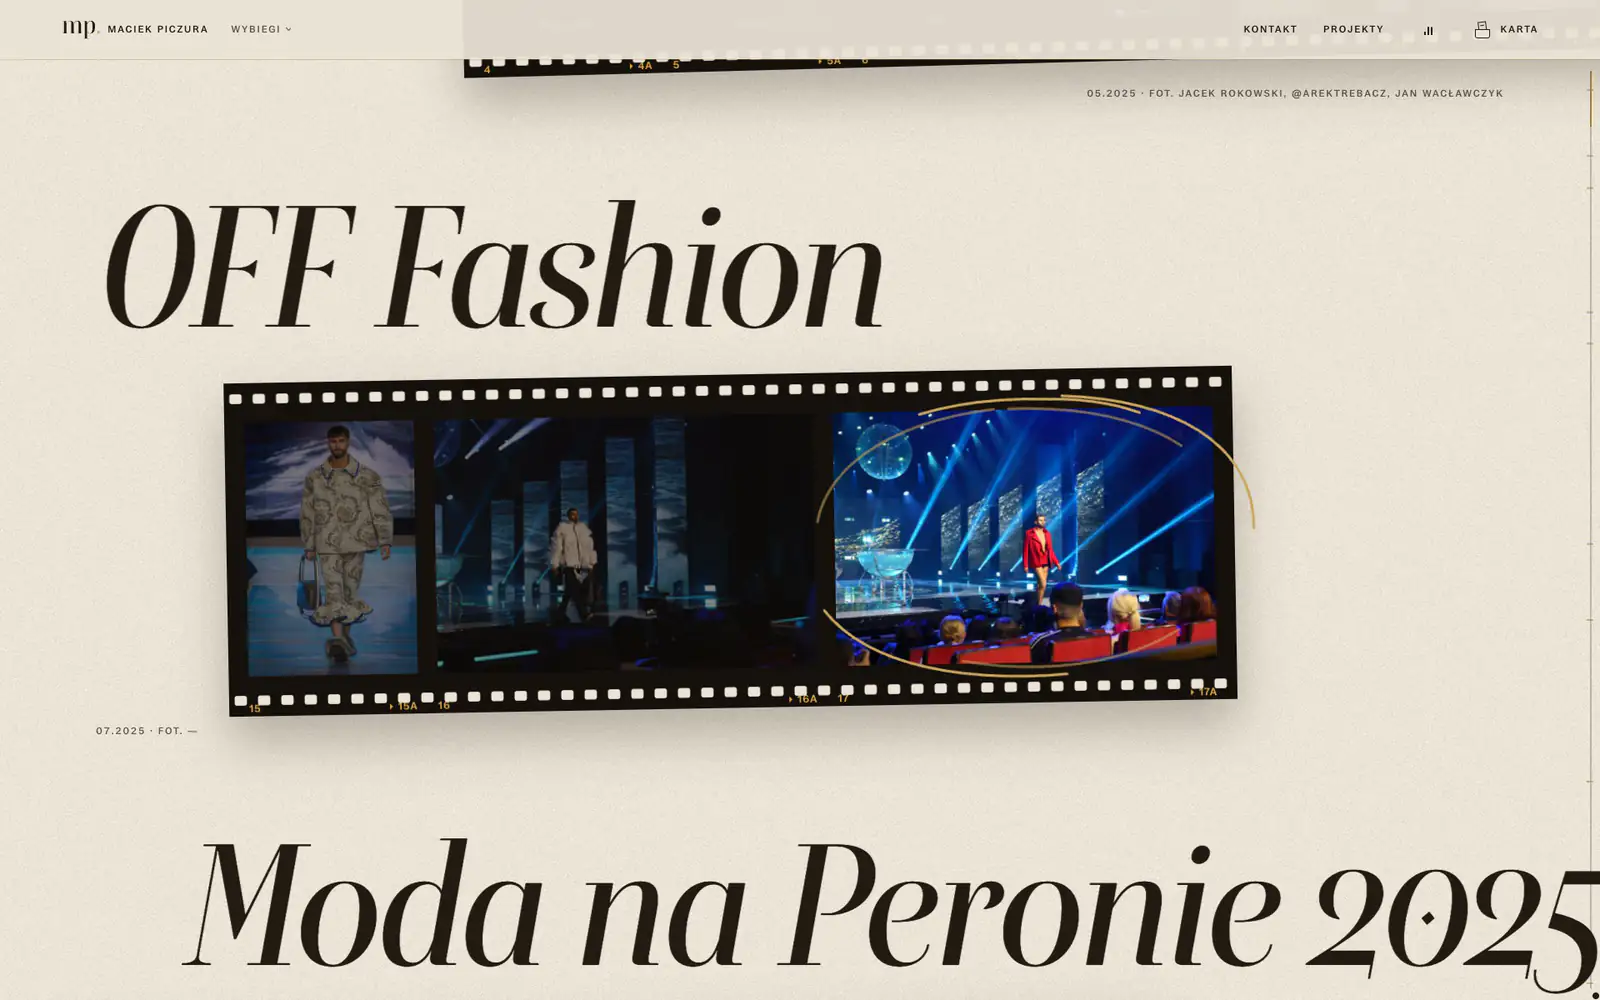 mp. MACIEK PICZURA WYBIEGI KONTAKT PROJEKTY KARTA
4 4A 5 5A 6
05.2025 · FOT. JACEK ROKOWSKI, @AREKTREBACZ, JAN WACŁAWCZYK
OFF Fashion
15 15A 16 16A 17 17A
07.2025 · FOT. —
Moda na Peronie 2025